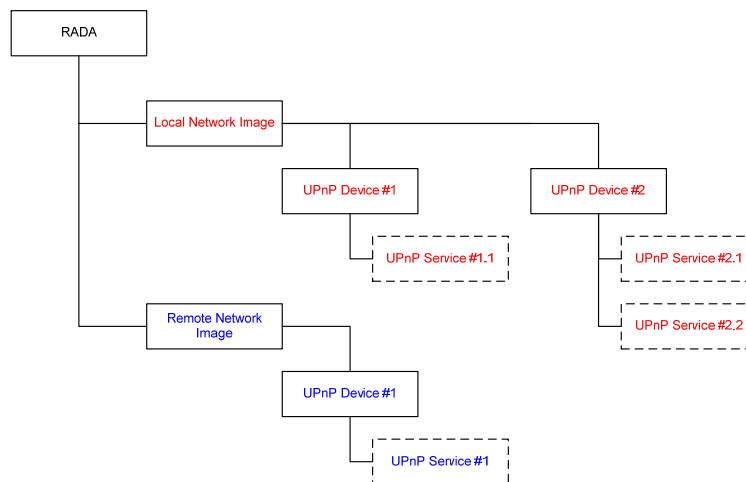 RADA
Local Network Image
UPnP Device #1
UPnP Device #2
UPnP Service #1.1
UPnP Service #2.1
UPnP Service #2.2
Remote Network
Image
UPnP Device #1
UPnP Service #1